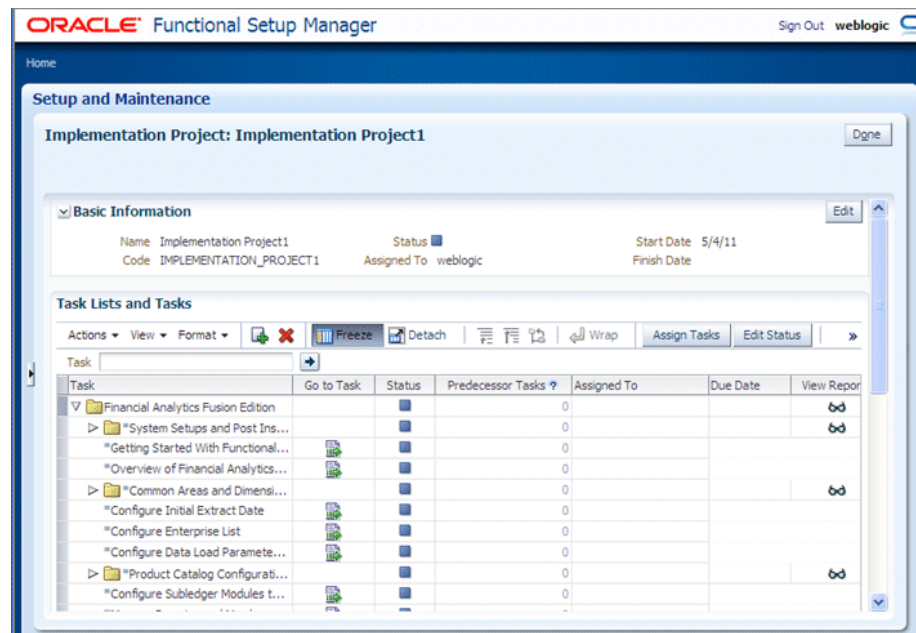 ORACLE Functional Setup Manager
Sign Out weblogic
Home
Setup and Maintenance
Implementation Project: Implementation Project1
Done
Basic Information
Edit
Name Implementation Project1 Status Start Date 5/4/11
Code IMPLEMENTATION_PROJECT1 Assigned To weblogic Finish Date
Task Lists and Tasks
Actions View Format Freeze Detach Wrap Assign Tasks Edit Status »
Task
Task Go to Task Status Predecessor Tasks ? Assigned To Due Date View Repor
Financial Analytics Fusion Edition 0
*System Setups and Post Ins... 0
*Getting Started With Functional... 0
*Overview of Financial Analytics... 0
*Common Areas and Dimensi... 0
*Configure Initial Extract Date 0
*Configure Enterprise List 0
*Configure Data Load Paramete... 0
*Product Catalog Configurati... 0
*Configure Subledger Modules t... 0